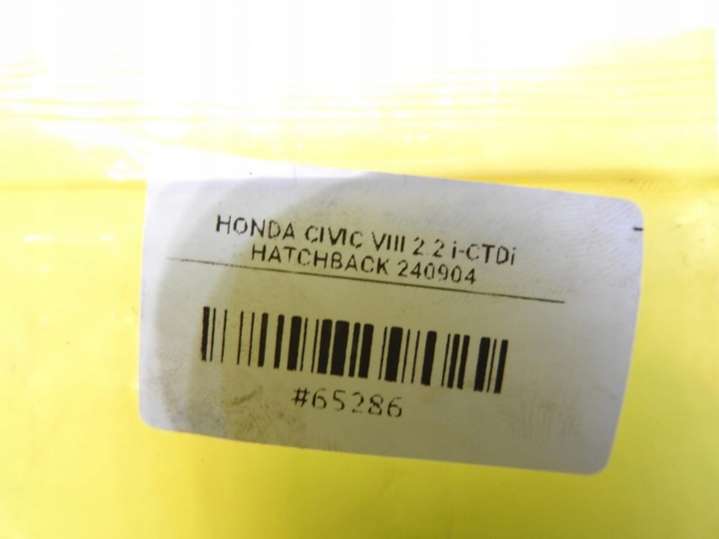 HONDA CIVIC VIII 2.2 i-CTDi
HATCHBACK 240904
#65286